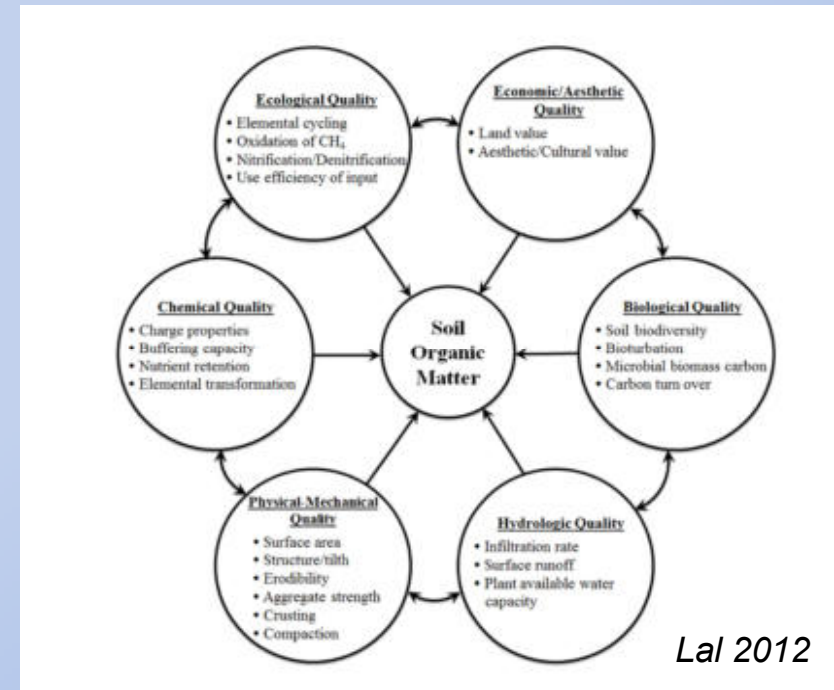 Ecological Quality
• Elemental cycling
• Oxidation of CH₄
• Nitrification/Denitrification
• Use efficiency of input
Economic/Aesthetic
Quality
• Land value
• Aesthetic/Cultural value
Chemical Quality
• Charge properties
• Buffering capacity
• Nutrient retention
• Elemental transformation
Soil
Organic
Matter
Biological Quality
• Soil biodiversity
• Bioturbation
• Microbial biomass carbon
• Carbon turn over
Physical-Mechanical
Quality
• Surface area
• Structure/tilth
• Erodibility
• Aggregate strength
• Crusting
• Compaction
Hydrologic Quality
• Infiltration rate
• Surface runoff
• Plant available water
capacity
Lal 2012